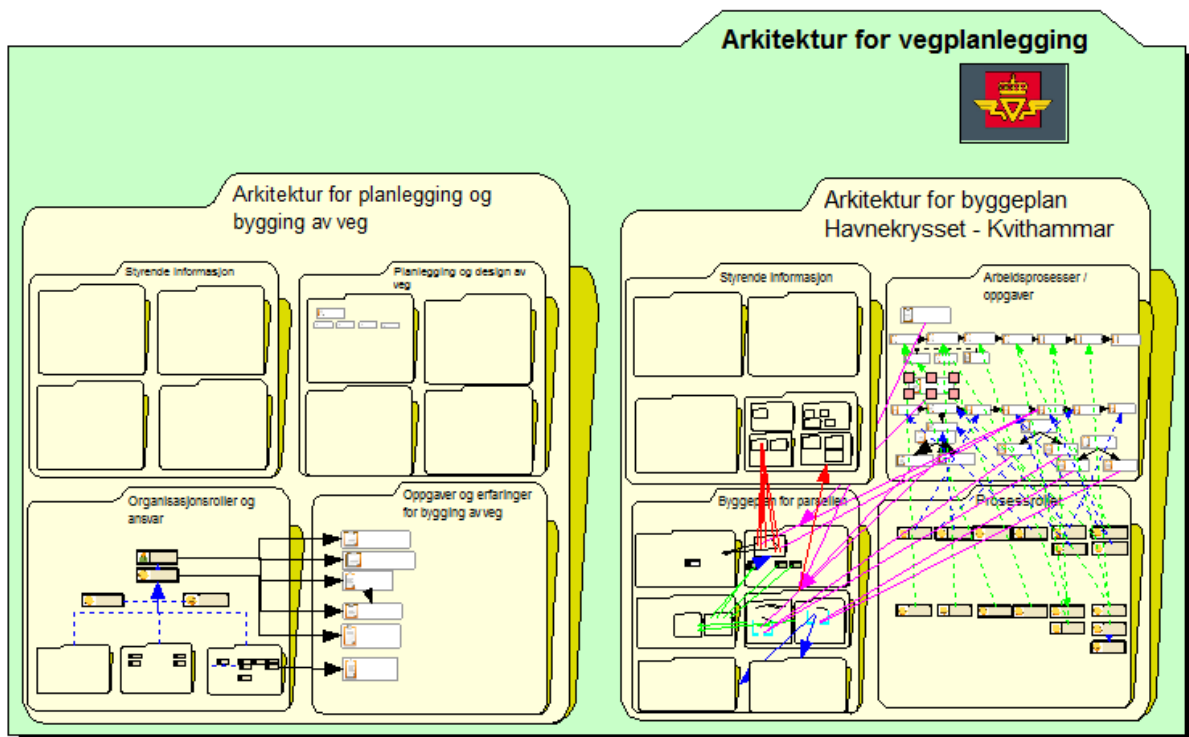 Arkitektur for vegplanlegging
Arkitektur for planlegging og
bygging av veg
Styrende informasjon
Planlegging og design av
veg
Organisasjonsroller og
ansvar
Oppgaver og erfaringer
for bygging av veg
Arkitektur for byggeplan
Havnekrysset - Kvithammar
Styrende informasjon
Arbeidsprosesser /
oppgaver
Byggeplan for parsellen
Prosessroller